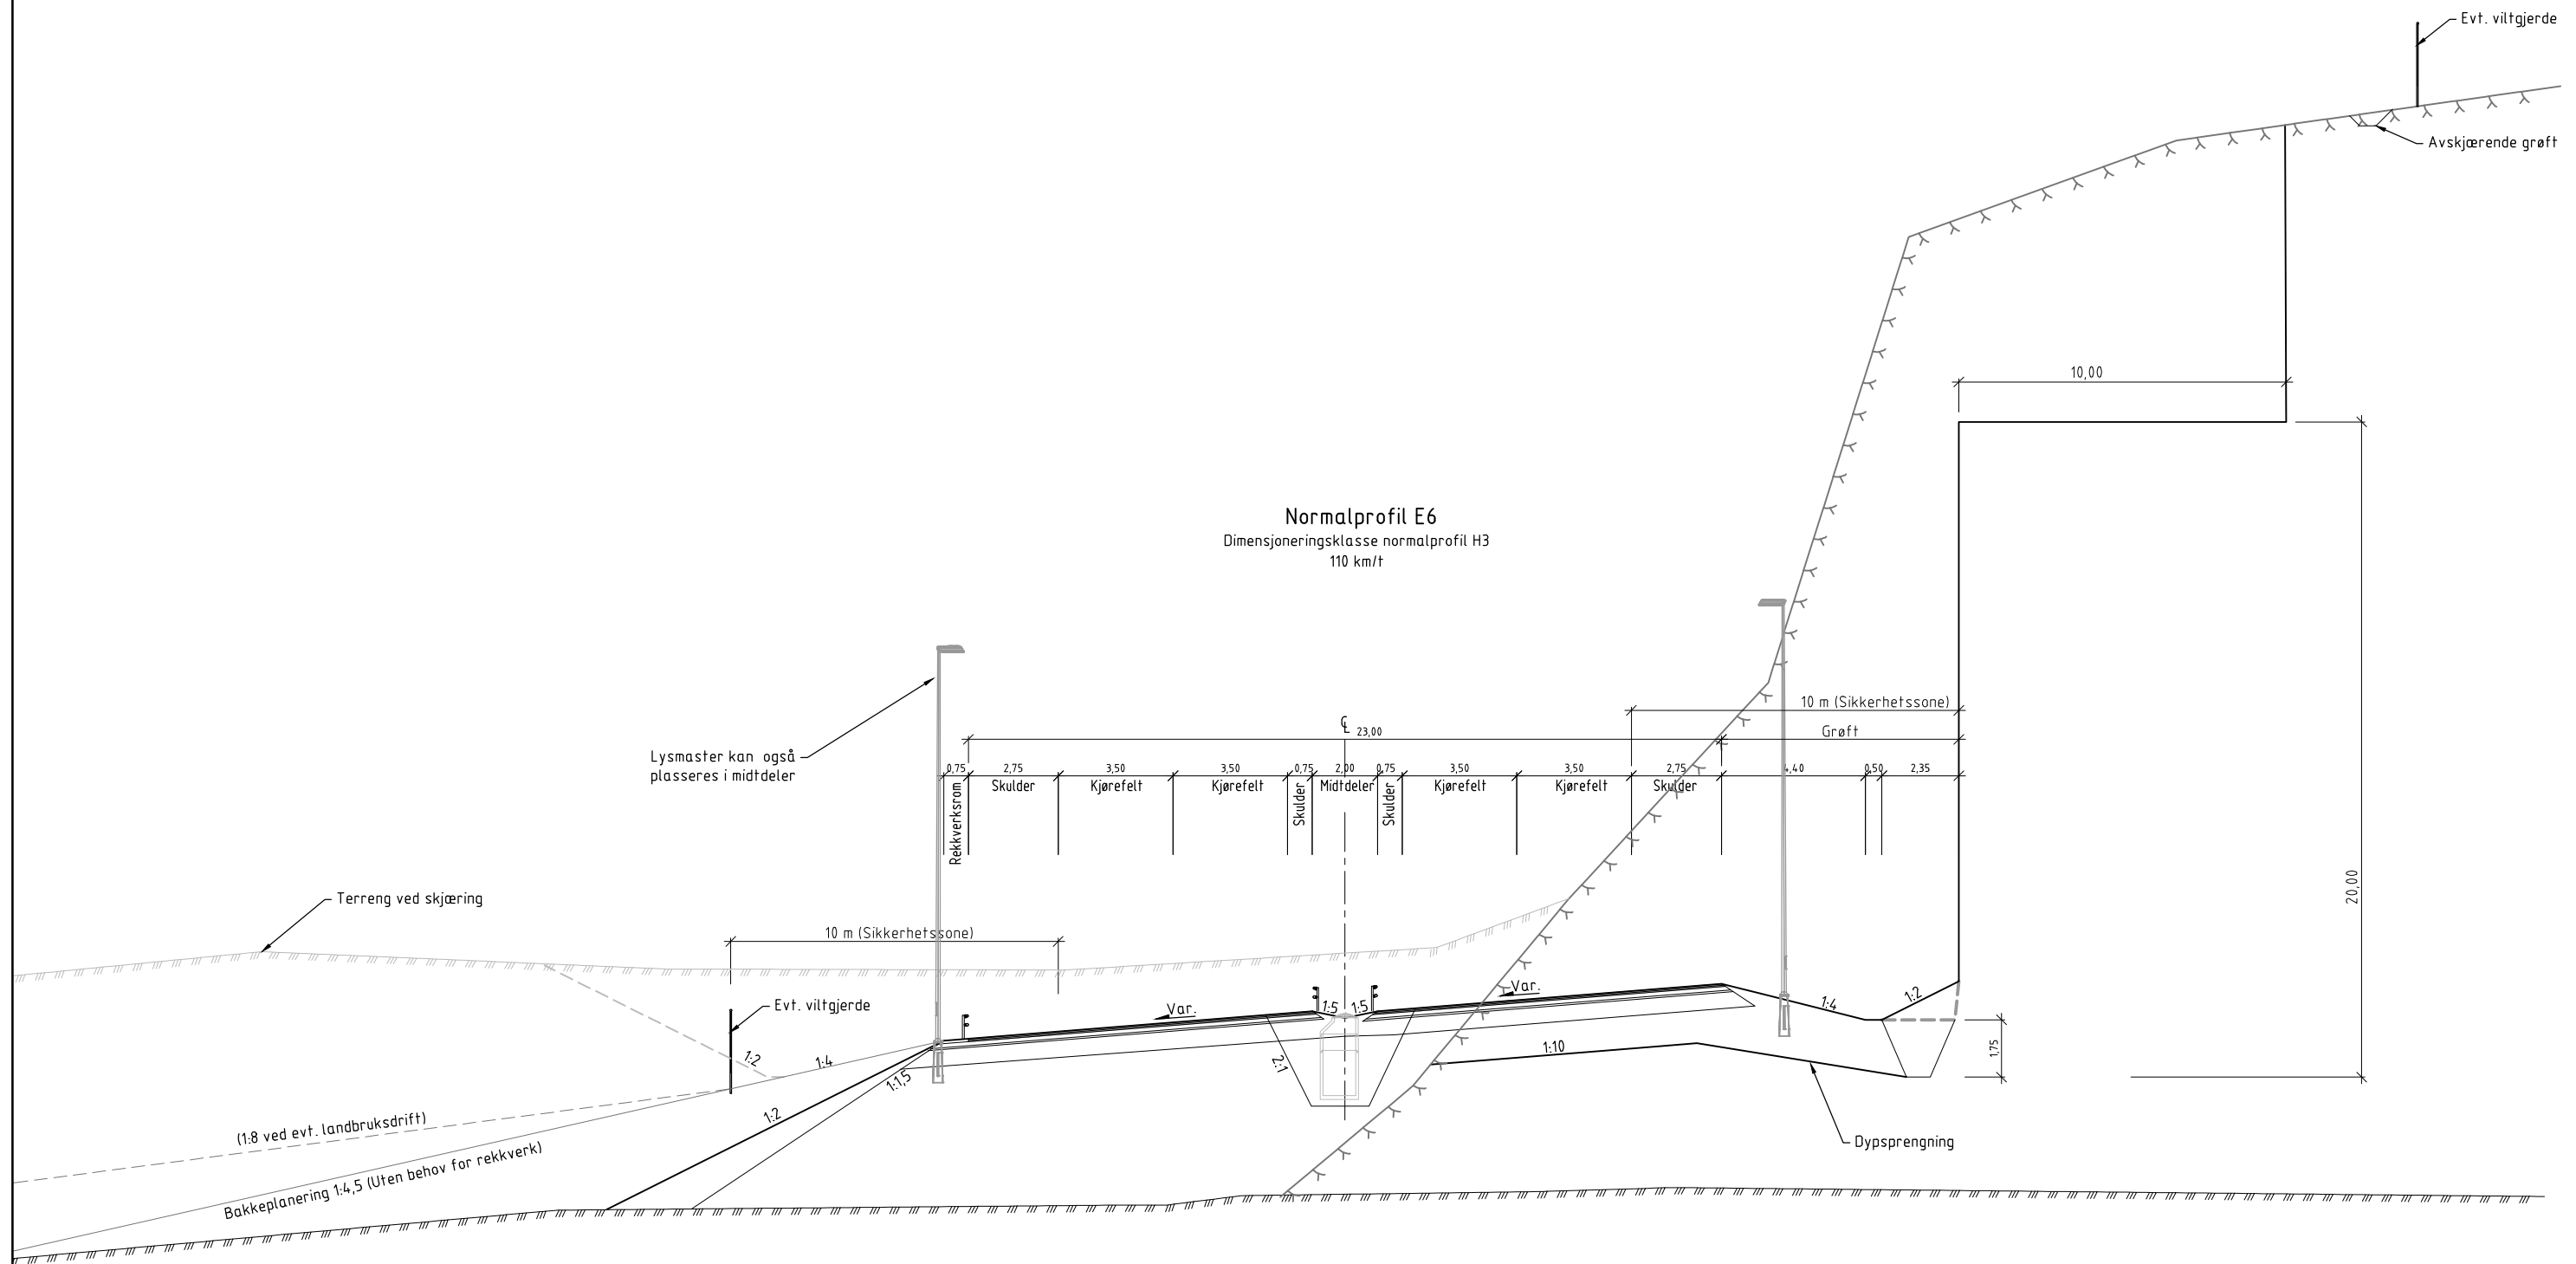 Evt. viltgjerde
Avskjærende grøft
10,00
Normalprofil E6
Dimensjoneringsklasse normalprofil H3
110 km/t
10 m (Sikkerhetssone)
℄ 23,00
Grøft
Lysmaster kan også
plasseres i midtdeler
0,75 2,75 3,50 3,50 0,75 2,00 0,75 3,50 3,50 2,75 4,40 0,50 2,35
Rekkverksrom Skulder Kjørefelt Kjørefelt Skulder Midtdeler Skulder Kjørefelt Kjørefelt Skulder
20,00
Terreng ved skjæring
10 m (Sikkerhetssone)
Evt. viltgjerde
Var.
1:5 1:5
Var.
1:4
1:2
1:2
1:4
1:1,5
2:1
1:10
1,75
1:2
(1:8 ved evt. landbruksdrift)
Dypsprengning
Bakkeplanering 1:4,5 (Uten behov for rekkverk)